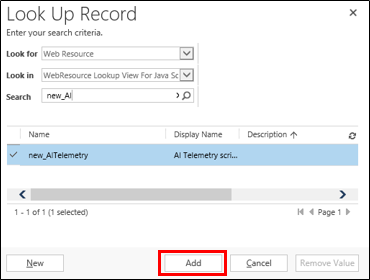 Look Up Record
Enter your search criteria.
Look for Web Resource
Look in WebResource Lookup View For Java Sc
Search new_AI
Name Display Name Description
new_AITelemetry AI Telemetry scri...
1 - 1 of 1 (1 selected) Page 1
New Add Cancel Remove Value